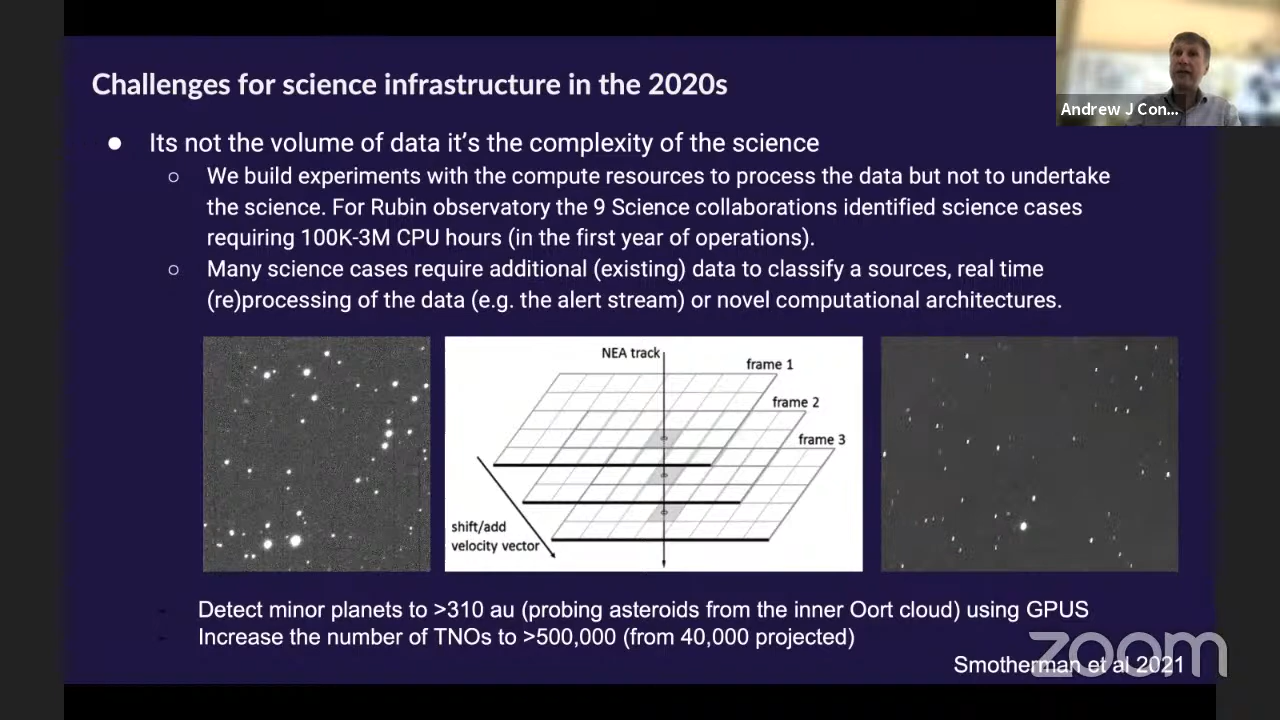 Challenges for science infrastructure in the 2020s
Andrew J Con...
● Its not the volume of data it's the complexity of the science
○ We build experiments with the compute resources to process the data but not to undertake
the science. For Rubin observatory the 9 Science collaborations identified science cases
requiring 100K-3M CPU hours (in the first year of operations).
○ Many science cases require additional (existing) data to classify a sources, real time
(re)processing of the data (e.g. the alert stream) or novel computational architectures.
NEA track
frame 1
frame 2
frame 3
shift/add
velocity vector
Detect minor planets to >310 au (probing asteroids from the inner Oort cloud) using GPUS
Increase the number of TNOs to >500,000 (from 40,000 projected)
zoom
Smotherman et al 2021